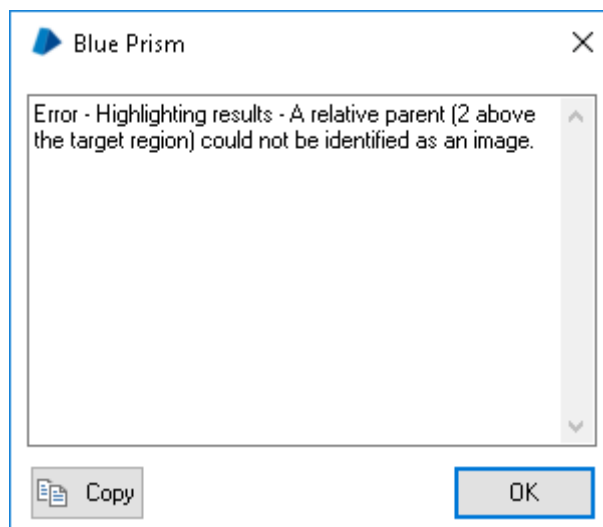 Blue Prism
Error - Highlighting results - A relative parent (2 above
the target region) could not be identified as an image.
Copy
OK